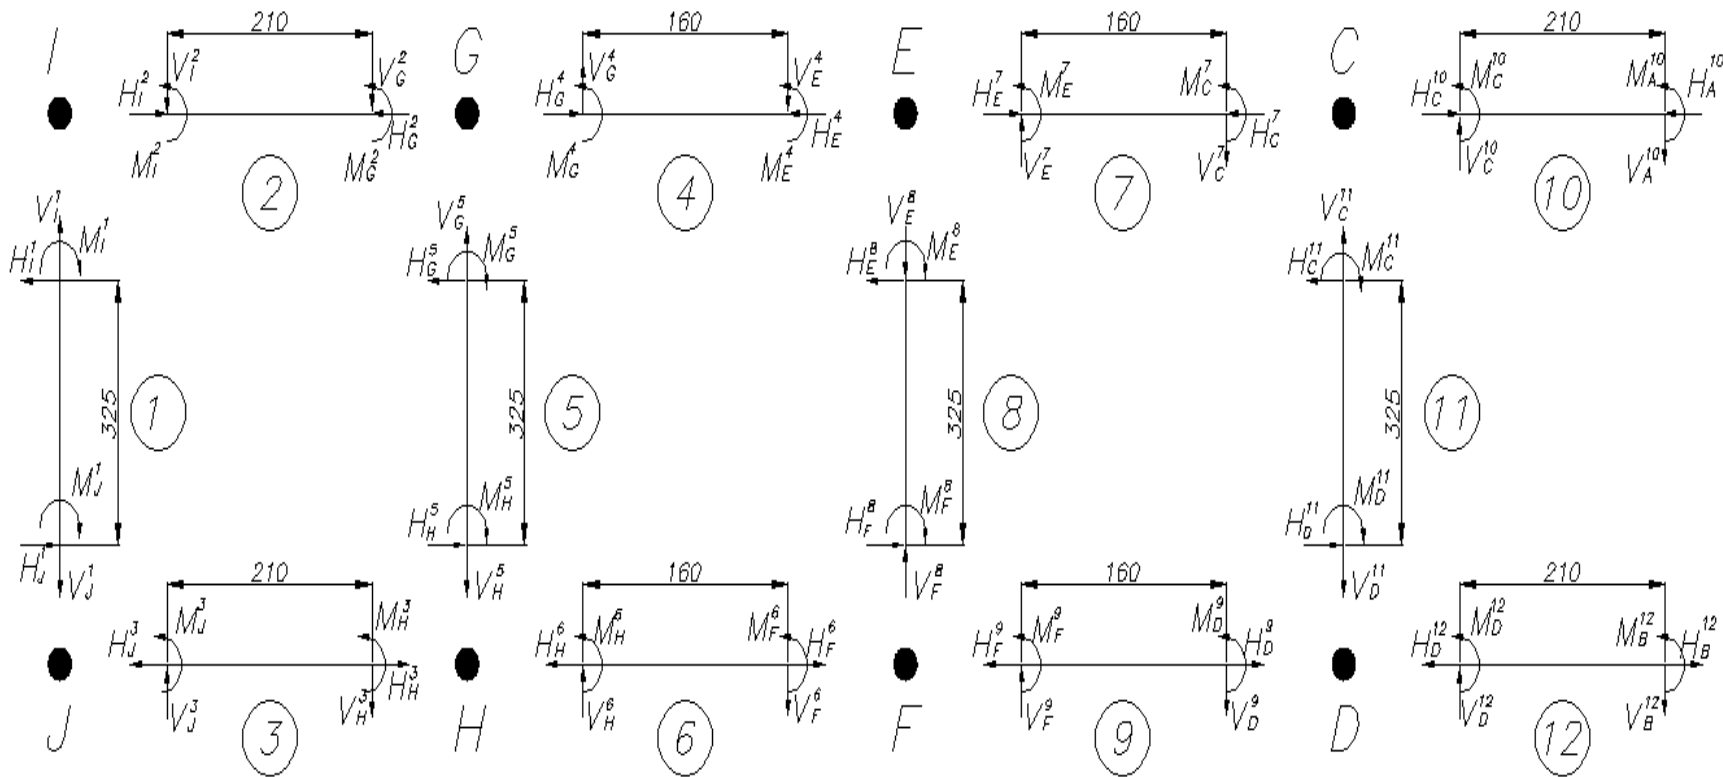 210 160 160 210
I V_I^2 V_G^2 G V_G^4 V_E^4 E M_E^7 M_C^7 C M_C^10 M_A^10 H_A^10
H_I^2 H_G^2 H_G^4 H_E^4 H_E^7 H_C^7 H_C^10
M_I^2 M_G^2 M_G^4 M_E^4 V_E^7 V_C^7 V_C^10 V_A^10
2 4 7 10
V_I^1 M_I^1 V_G^5 M_G^5 V_E^8 M_E^8 V_C^11 M_C^11
H_I^1 H_G^5 H_E^8 H_C^11
325 1 325 5 325 8 325 11
M_J^1 M_H^5 M_F^8 M_D^11
H_J^1 H_H^5 H_F^8 H_D^11
V_J^1 V_H^5 V_F^8 V_D^11
210 160 160 210
M_J^3 M_H^3 M_H^6 M_F^6 M_F^9 M_D^9 M_D^12 M_B^12
H_J^3 H_H^3 H_H^6 H_F^6 H_F^9 H_D^9 H_D^12 H_B^12
V_J^3 V_H^3 V_H^6 V_F^6 V_F^9 V_D^9 V_D^12 V_B^12
J 3 H 6 F 9 D 12